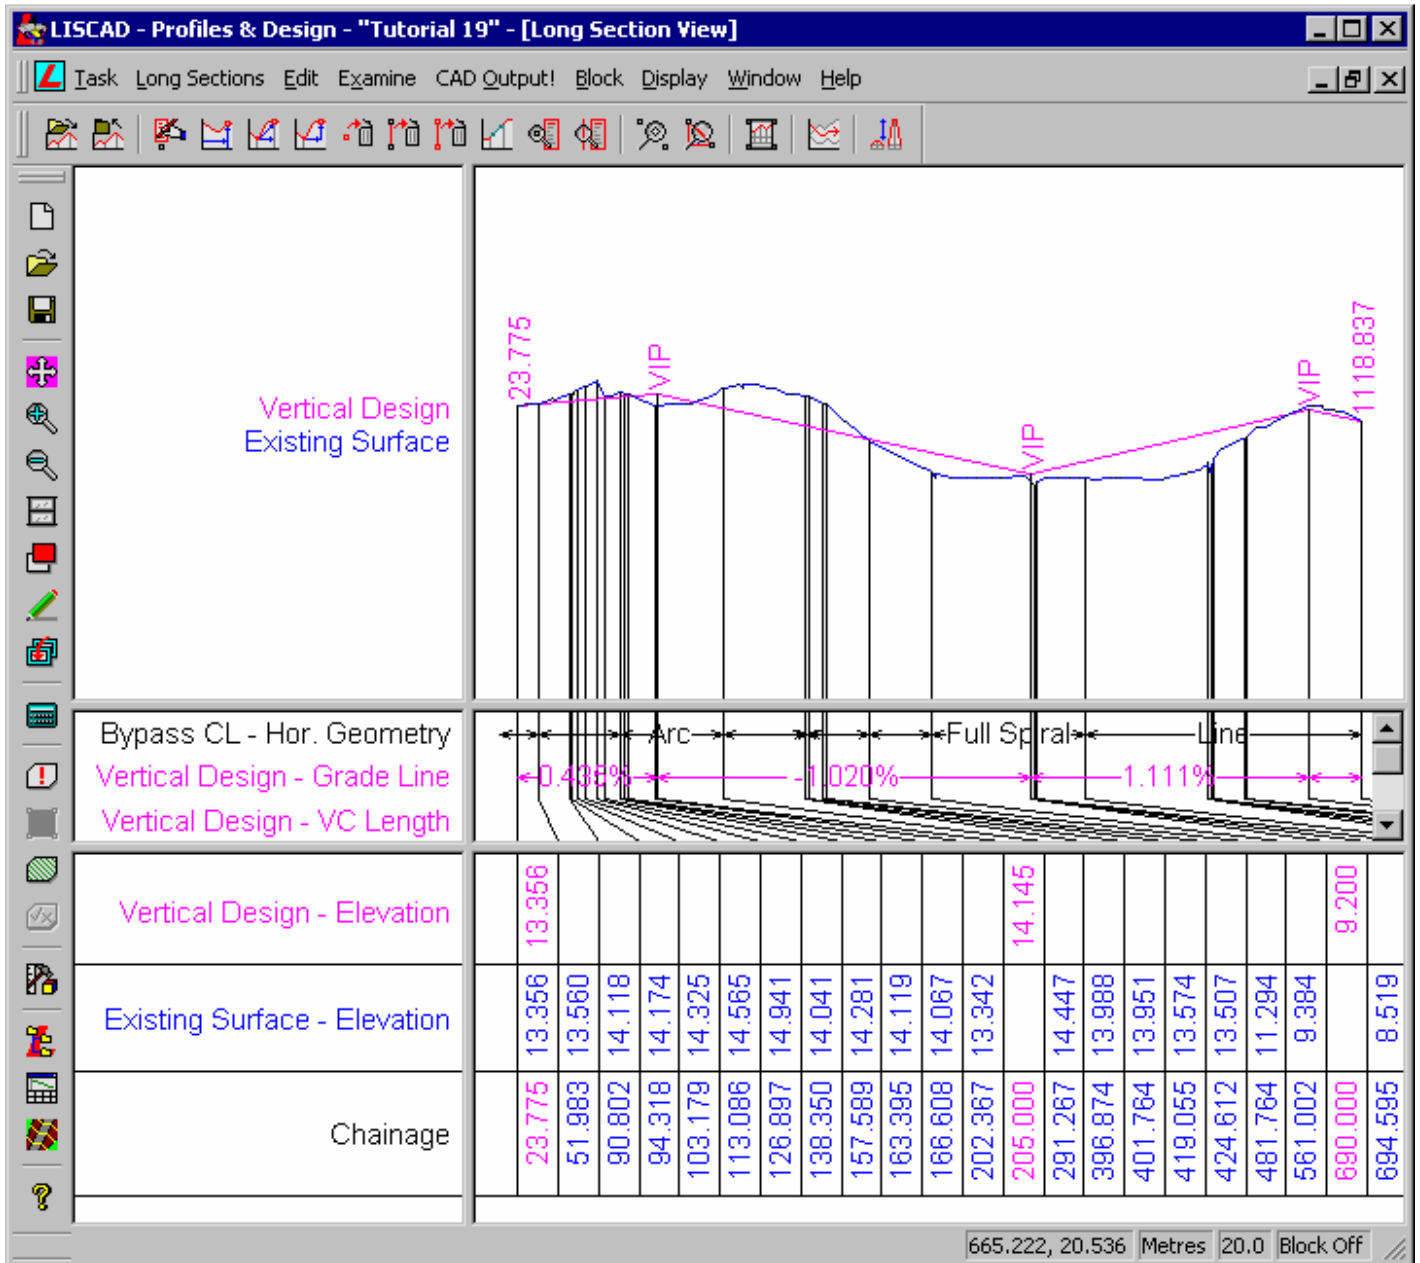 LISCAD - Profiles & Design - "Tutorial 19" - [Long Section View]
Task Long Sections Edit Examine CAD Output! Block Display Window Help
23.775 VIP VIP VIP 1118.837
Vertical Design
Existing Surface
Bypass CL - Hor. Geometry Arc Full Spiral Line
Vertical Design - Grade Line 0.435% -1.020% 1.111%
Vertical Design - VC Length
Vertical Design - Elevation 13.356 14.145 9.200
Existing Surface - Elevation 13.356 13.560 14.118 14.174 14.325 14.565 14.941 14.041 14.281 14.119 14.067 13.342 14.447 13.988 13.951 13.574 13.507 11.294 9.384 8.519
Chainage 23.775 51.983 90.802 94.318 103.179 113.086 126.897 138.350 157.589 163.395 166.608 202.367 205.000 291.267 396.874 401.764 419.055 424.612 481.764 561.002 690.000 694.595
665.222, 20.536 Metres 20.0 Block Off